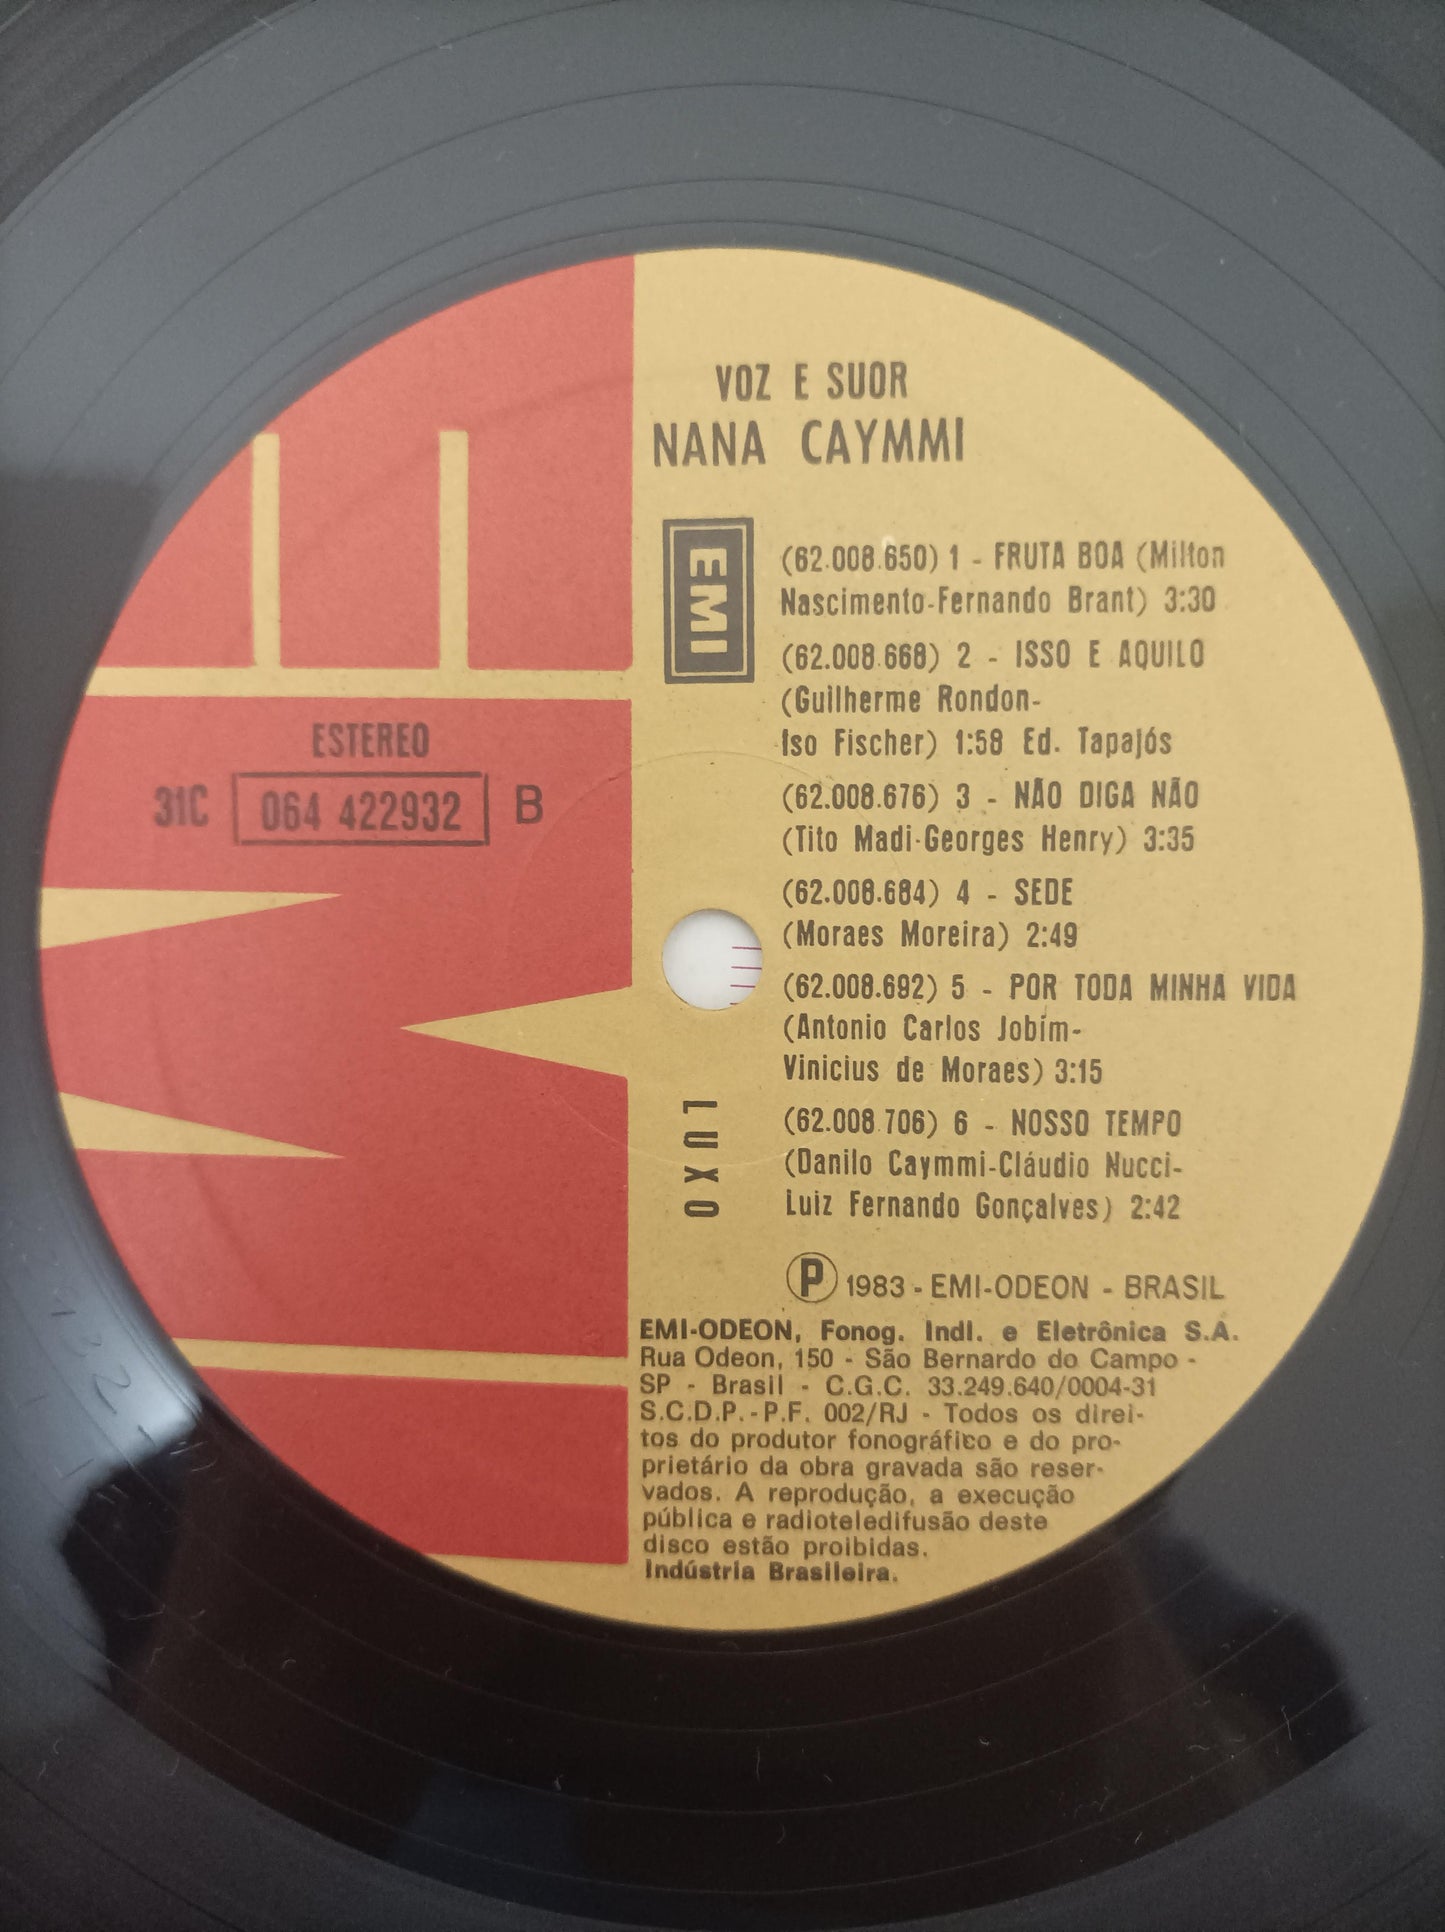 VOZ E SUOR
NANA CAYMMI
EMI
(62.008.650) 1 - FRUTA BOA (Milton
Nascimento-Fernando Brant) 3:30
(62.008.668) 2 - ISSO E AQUILO
(Guilherme Rondon-
Iso Fischer) 1:58 Ed. Tapajós
(62.008.676) 3 - NÃO DIGA NÃO
(Tito Madi-Georges Henry) 3:35
(62.008.684) 4 - SEDE
(Moraes Moreira) 2:49
(62.008.692) 5 - POR TODA MINHA VIDA
(Antonio Carlos Jobim-
Vinicius de Moraes) 3:15
(62.008.706) 6 - NOSSO TEMPO
(Danilo Caymmi-Cláudio Nucci-
Luiz Fernando Gonçalves) 2:42
ESTEREO
31C 064 422932 B
LUXO
Ⓟ 1983 - EMI-ODEON - BRASIL
EMI-ODEON, Fonog. Indl. e Eletrônica S.A.
Rua Odeon, 150 - São Bernardo do Campo -
SP - Brasil - C.G.C. 33.249.640/0004-31
S.C.D.P.-P.F. 002/RJ - Todos os direi-
tos do produtor fonográfico e do pro-
prietário da obra gravada são reser-
vados. A reprodução, a execução
pública e radioteledifusão deste
disco estão proibidas.
Indústria Brasileira.